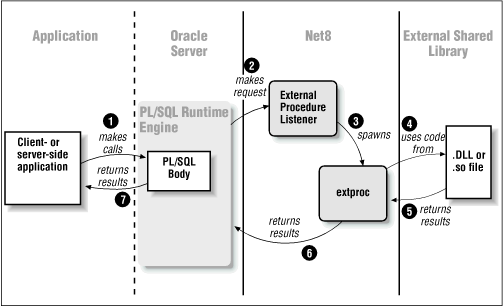 Application
Oracle
Server
Net8
External Shared
Library
2
makes
request
External
Procedure
Listener
PL/SQL Runtime
Engine
1
makes
calls
3
spawns
4
uses code
from
Client- or
server-side
application
PL/SQL
Body
.DLL or
.so file
returns
results
7
extproc
5
returns
results
returns
results
6